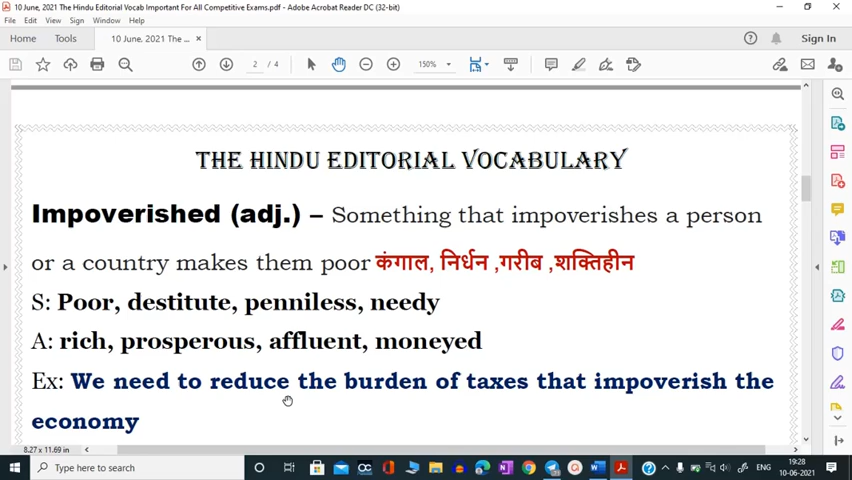 10 June, 2021 The Hindu Editorial Vocab Important For All Competitive Exams.pdf - Adobe Acrobat Reader DC (32-bit)
File Edit View Sign Window Help
Home Tools 10 June, 2021 The ... × Sign In
2 / 4 150%
THE HINDU EDITORIAL VOCABULARY
Impoverished (adj.) – Something that impoverishes a person
or a country makes them poor कंगाल, निर्धन ,गरीब ,शक्तिहीन
S: Poor, destitute, penniless, needy
A: rich, prosperous, affluent, moneyed
Ex: We need to reduce the burden of taxes that impoverish the
economy
8.27 x 11.69 in
Type here to search
ENG
19:28
10-06-2021